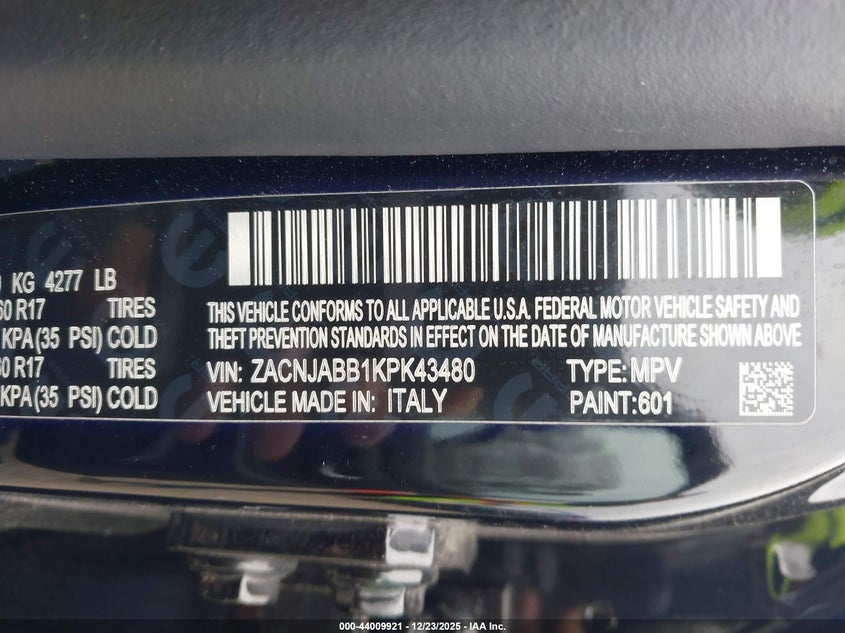 KG 4277 LB
60 R17 TIRES
KPA(35 PSI) COLD
60 R17 TIRES
KPA(35 PSI) COLD
THIS VEHICLE CONFORMS TO ALL APPLICABLE U.S.A. FEDERAL MOTOR VEHICLE SAFETY AND
THEFT PREVENTION STANDARDS IN EFFECT ON THE DATE OF MANUFACTURE SHOWN ABOVE
VIN: ZACNJABB1KPK43480 TYPE: MPV
VEHICLE MADE IN: ITALY PAINT:601
000-44009921 - 12/23/2025 - IAA Inc.